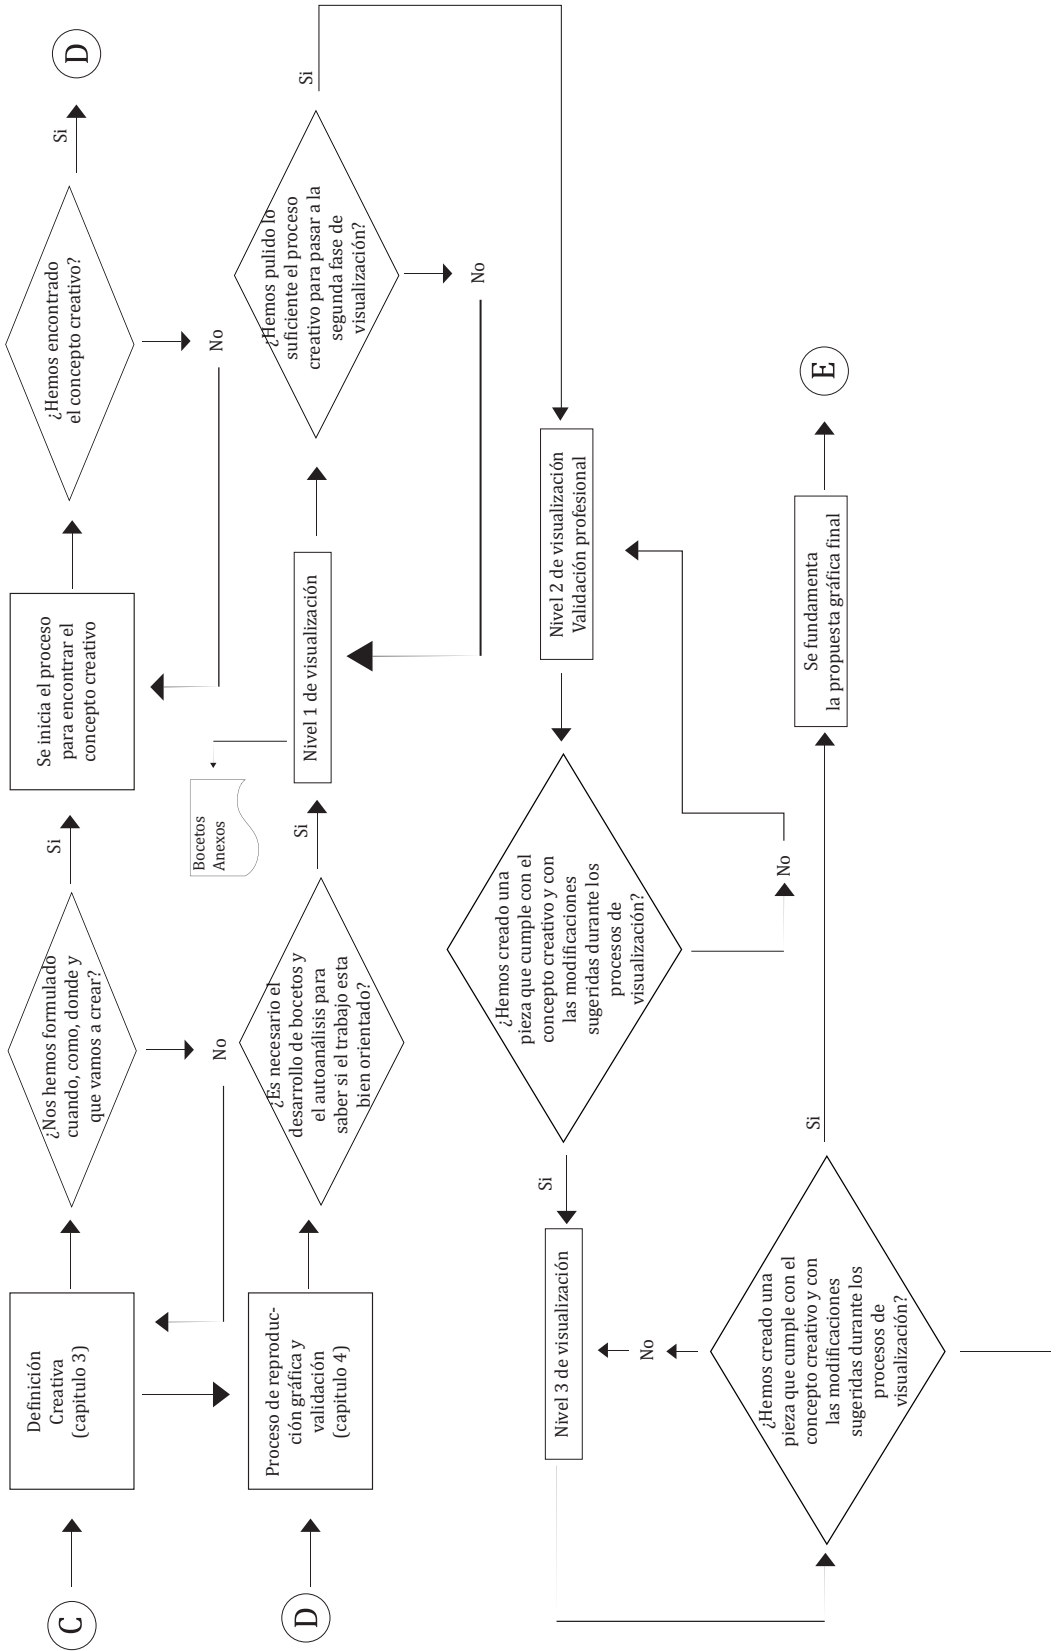 C
Definición
Creativa
(capitulo 3)
¿Nos hemos formulado
cuando, como, donde y
que vamos a crear?
Si
No
Se inicia el proceso
para encontrar el
concepto creativo
¿Hemos encontrado
el concepto creativo?
Si
No
D
D
Proceso de reproduc-
ción gráfica y
validación
(capitulo 4)
¿Es necesario el
desarrollo de bocetos y
el autoanálisis para
saber si el trabajo esta
bien orientado?
Si
Bocetos
Anexos
Nivel 1 de visualización
¿Hemos pulido lo
suficiente el proceso
creativo para pasar a la
segunda fase de
visualización?
Si
No
Nivel 2 de visualización
Validación profesional
¿Hemos creado una
pieza que cumple con el
concepto creativo y con
las modificaciones
sugeridas durante los
procesos de
visualización?
No
Si
Nivel 3 de visualización
No
¿Hemos creado una
pieza que cumple con el
concepto creativo y con
las modificaciones
sugeridas durante los
procesos de
visualización?
Si
Se fundamenta
la propuesta gráfica final
E